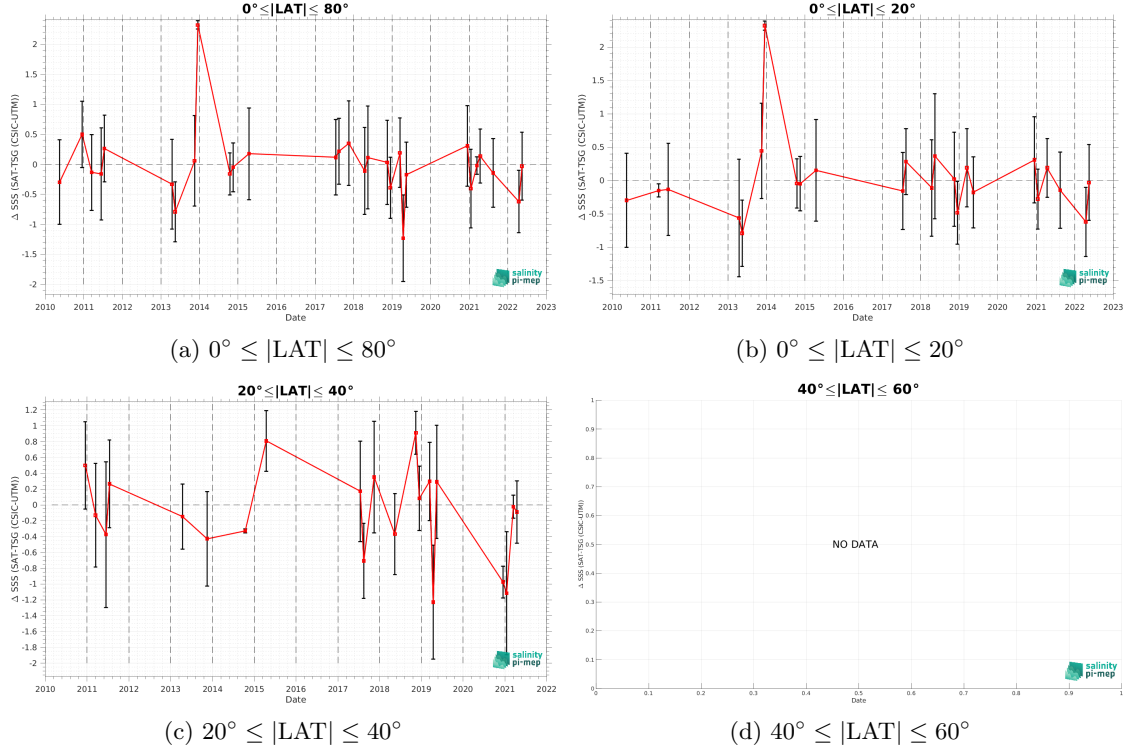 0°≤|LAT|≤ 80°
Δ SSS (SAT-TSG (CSIC-UTM))
2
1.5
1
0.5
0
-0.5
-1
-1.5
-2
2010 2011 2012 2013 2014 2015 2016 2017 2018 2019 2020 2021 2022 2023
Date
salinity
pi-mep
(a) 0° ≤ |LAT| ≤ 80°
0°≤|LAT|≤ 20°
Δ SSS (SAT-TSG (CSIC-UTM))
2
1.5
1
0.5
0
-0.5
-1
-1.5
2010 2011 2012 2013 2014 2015 2016 2017 2018 2019 2020 2021 2022 2023
Date
salinity
pi-mep
(b) 0° ≤ |LAT| ≤ 20°
20°≤|LAT|≤ 40°
Δ SSS (SAT-TSG (CSIC-UTM))
1.2
1
0.8
0.6
0.4
0.2
0
-0.2
-0.4
-0.6
-0.8
-1
-1.2
-1.4
-1.6
-1.8
-2
2010 2011 2012 2013 2014 2015 2016 2017 2018 2019 2020 2021 2022
Date
salinity
pi-mep
(c) 20° ≤ |LAT| ≤ 40°
40°≤|LAT|≤ 60°
Δ SSS (SAT-TSG (CSIC-UTM))
1
0.9
0.8
0.7
0.6
0.5
0.4
0.3
0.2
0.1
0
NO DATA
0 0.1 0.2 0.3 0.4 0.5 0.6 0.7 0.8 0.9 1
Date
salinity
pi-mep
(d) 40° ≤ |LAT| ≤ 60°